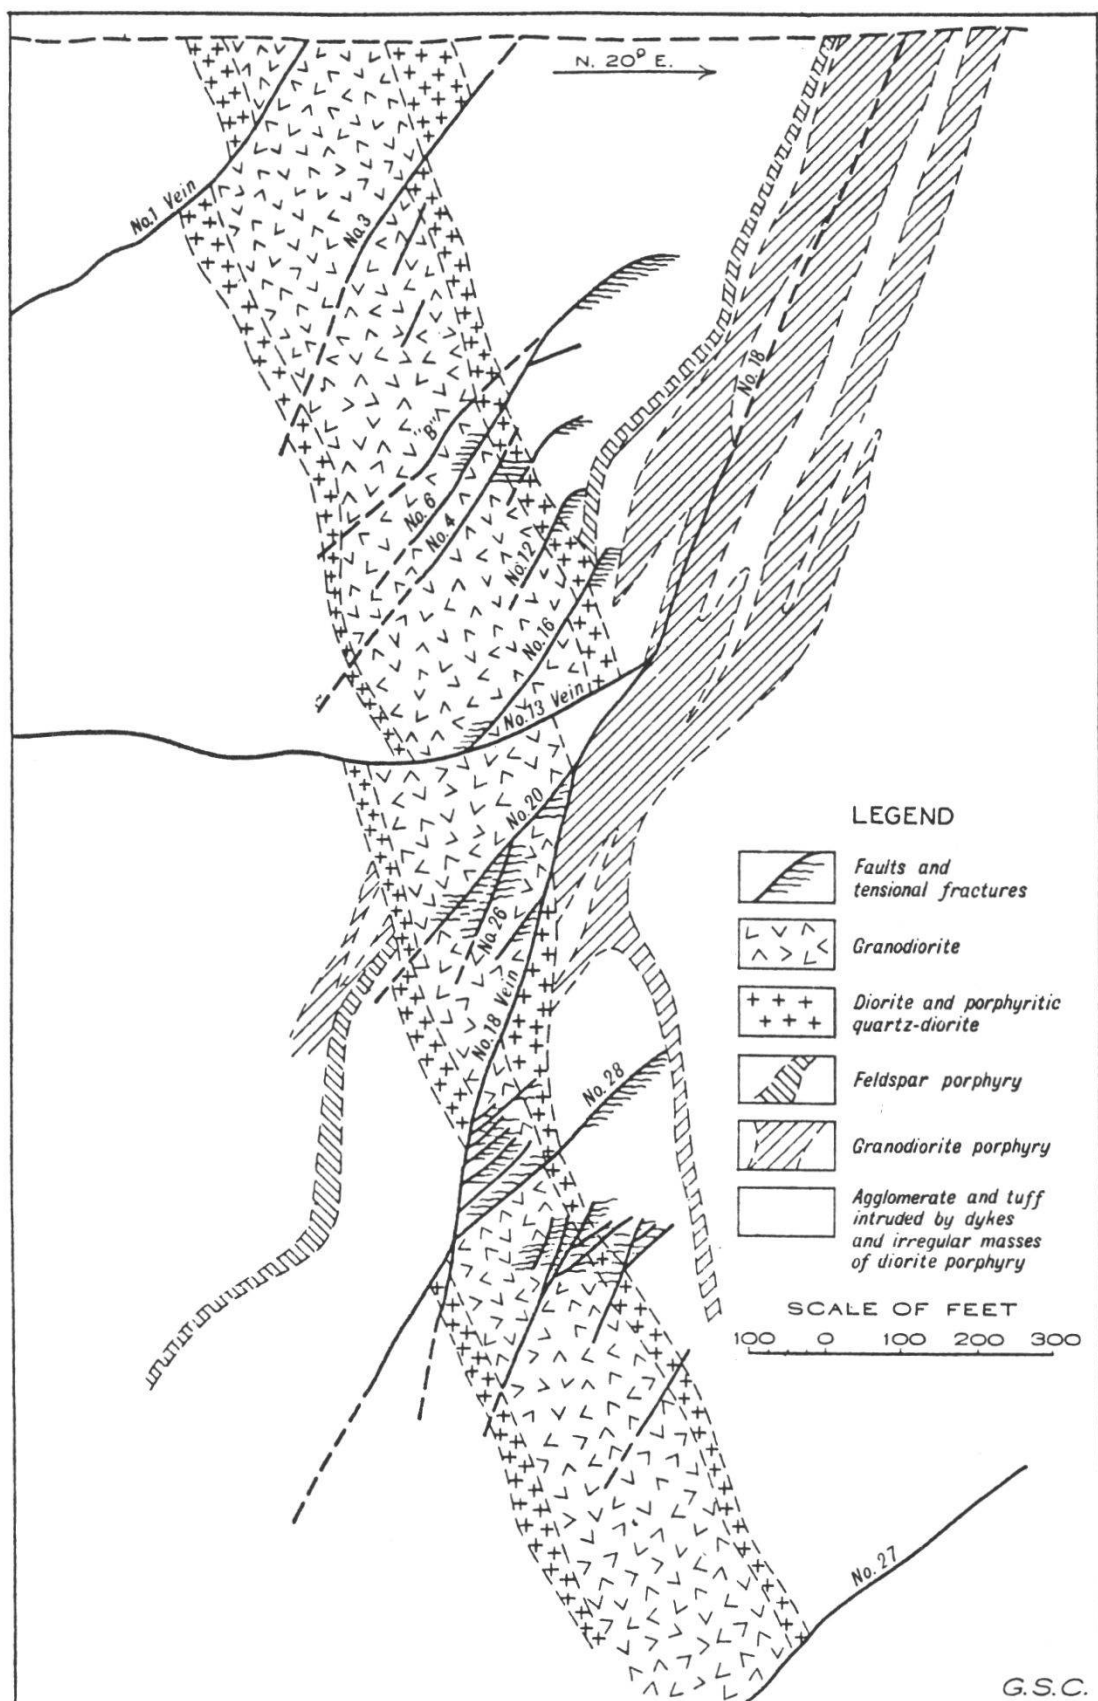 N. 20° E.
No.1 Vein
No.3
No. 18
"B"
No. 6
No. 4
No. 12
No. 16
No. 13 Vein
No. 20
No. 26
No. 18 Vein
No. 28
No. 27
LEGEND
Faults and
tensional fractures
Granodiorite
Diorite and porphyritic
quartz-diorite
Feldspar porphyry
Granodiorite porphyry
Agglomerate and tuff
intruded by dykes
and irregular masses
of diorite porphyry
SCALE OF FEET
100 0 100 200 300
G.S.C.